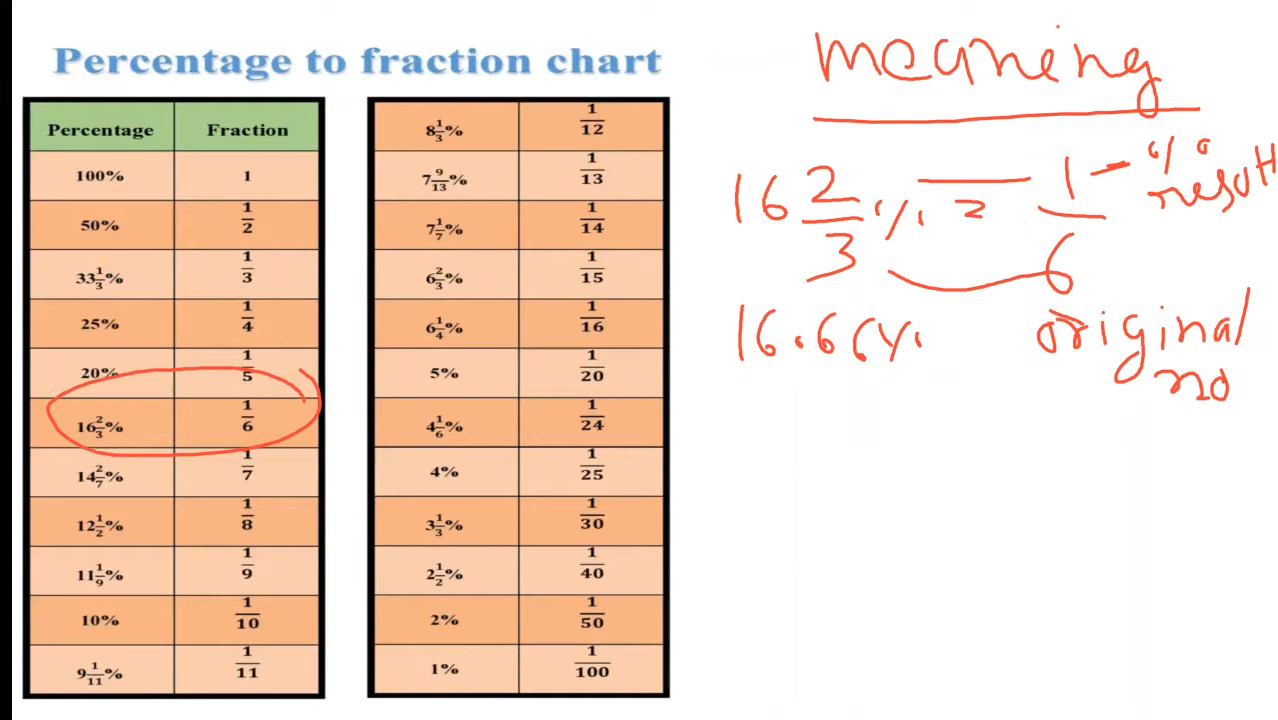 Percentage to fraction chart
Percentage Fraction
100% 1
50% 1/2
33 1/3% 1/3
25% 1/4
20% 1/5
16 2/3% 1/6
14 2/7% 1/7
12 1/2% 1/8
11 1/9% 1/9
10% 1/10
9 1/11% 1/11
8 1/3% 1/12
7 9/13% 1/13
7 1/7% 1/14
6 2/3% 1/15
6 1/4% 1/16
5% 1/20
4 1/6% 1/24
4% 1/25
3 1/3% 1/30
2 1/2% 1/40
2% 1/50
1% 1/100
meaning
16 2/3 % = 1/6 - % result
16.66%
original
no